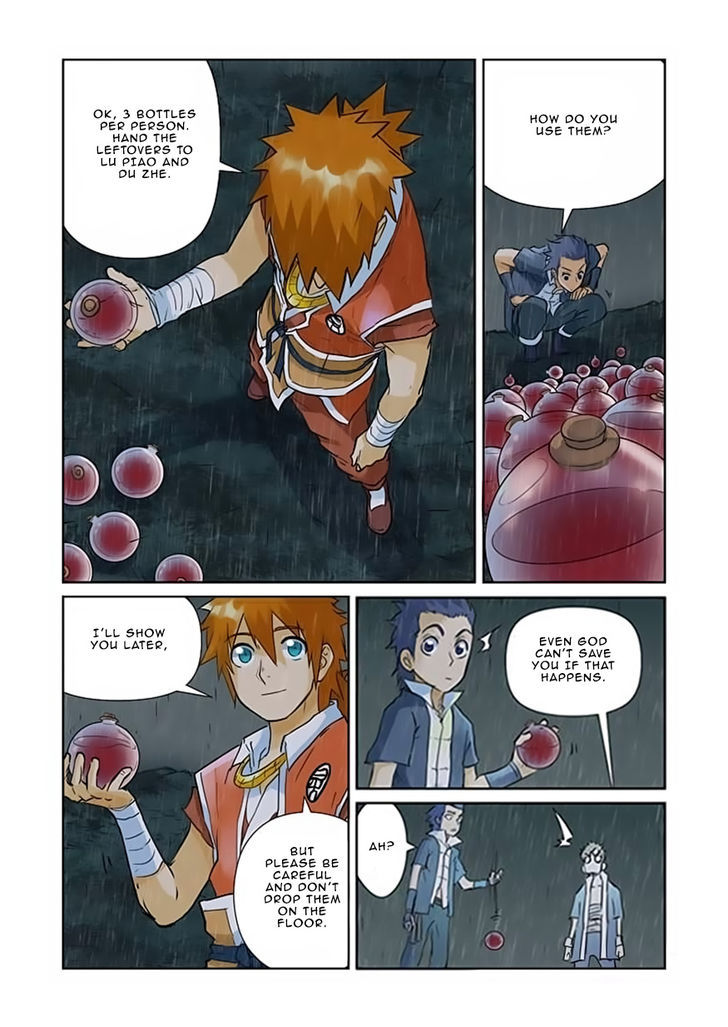 OK, 3 BOTTLES
PER PERSON.
HAND THE
LEFTOVERS TO
LU PIAO AND
DU ZHE.
HOW DO YOU
USE THEM?
I'LL SHOW
YOU LATER,
BUT
PLEASE BE
CAREFUL
AND DON'T
DROP THEM
ON THE
FLOOR.
EVEN GOD
CAN'T SAVE
YOU IF THAT
HAPPENS.
AH?